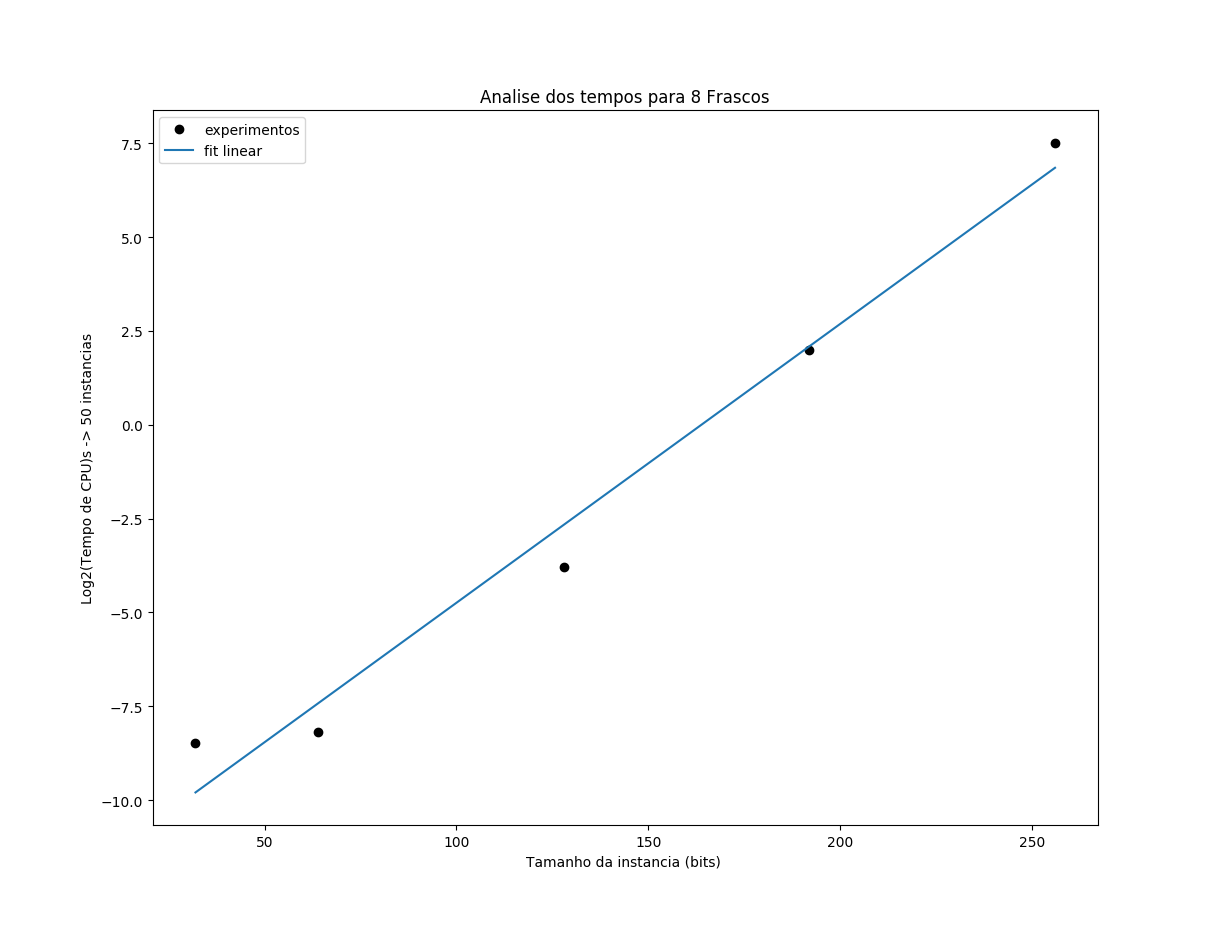 Analise dos tempos para 8 Frascos
experimentos
fit linear
7.5
5.0
2.5
0.0
−2.5
−5.0
−7.5
−10.0
Log2(Tempo de CPU)s -> 50 instancias
50 100 150 200 250
Tamanho da instancia (bits)